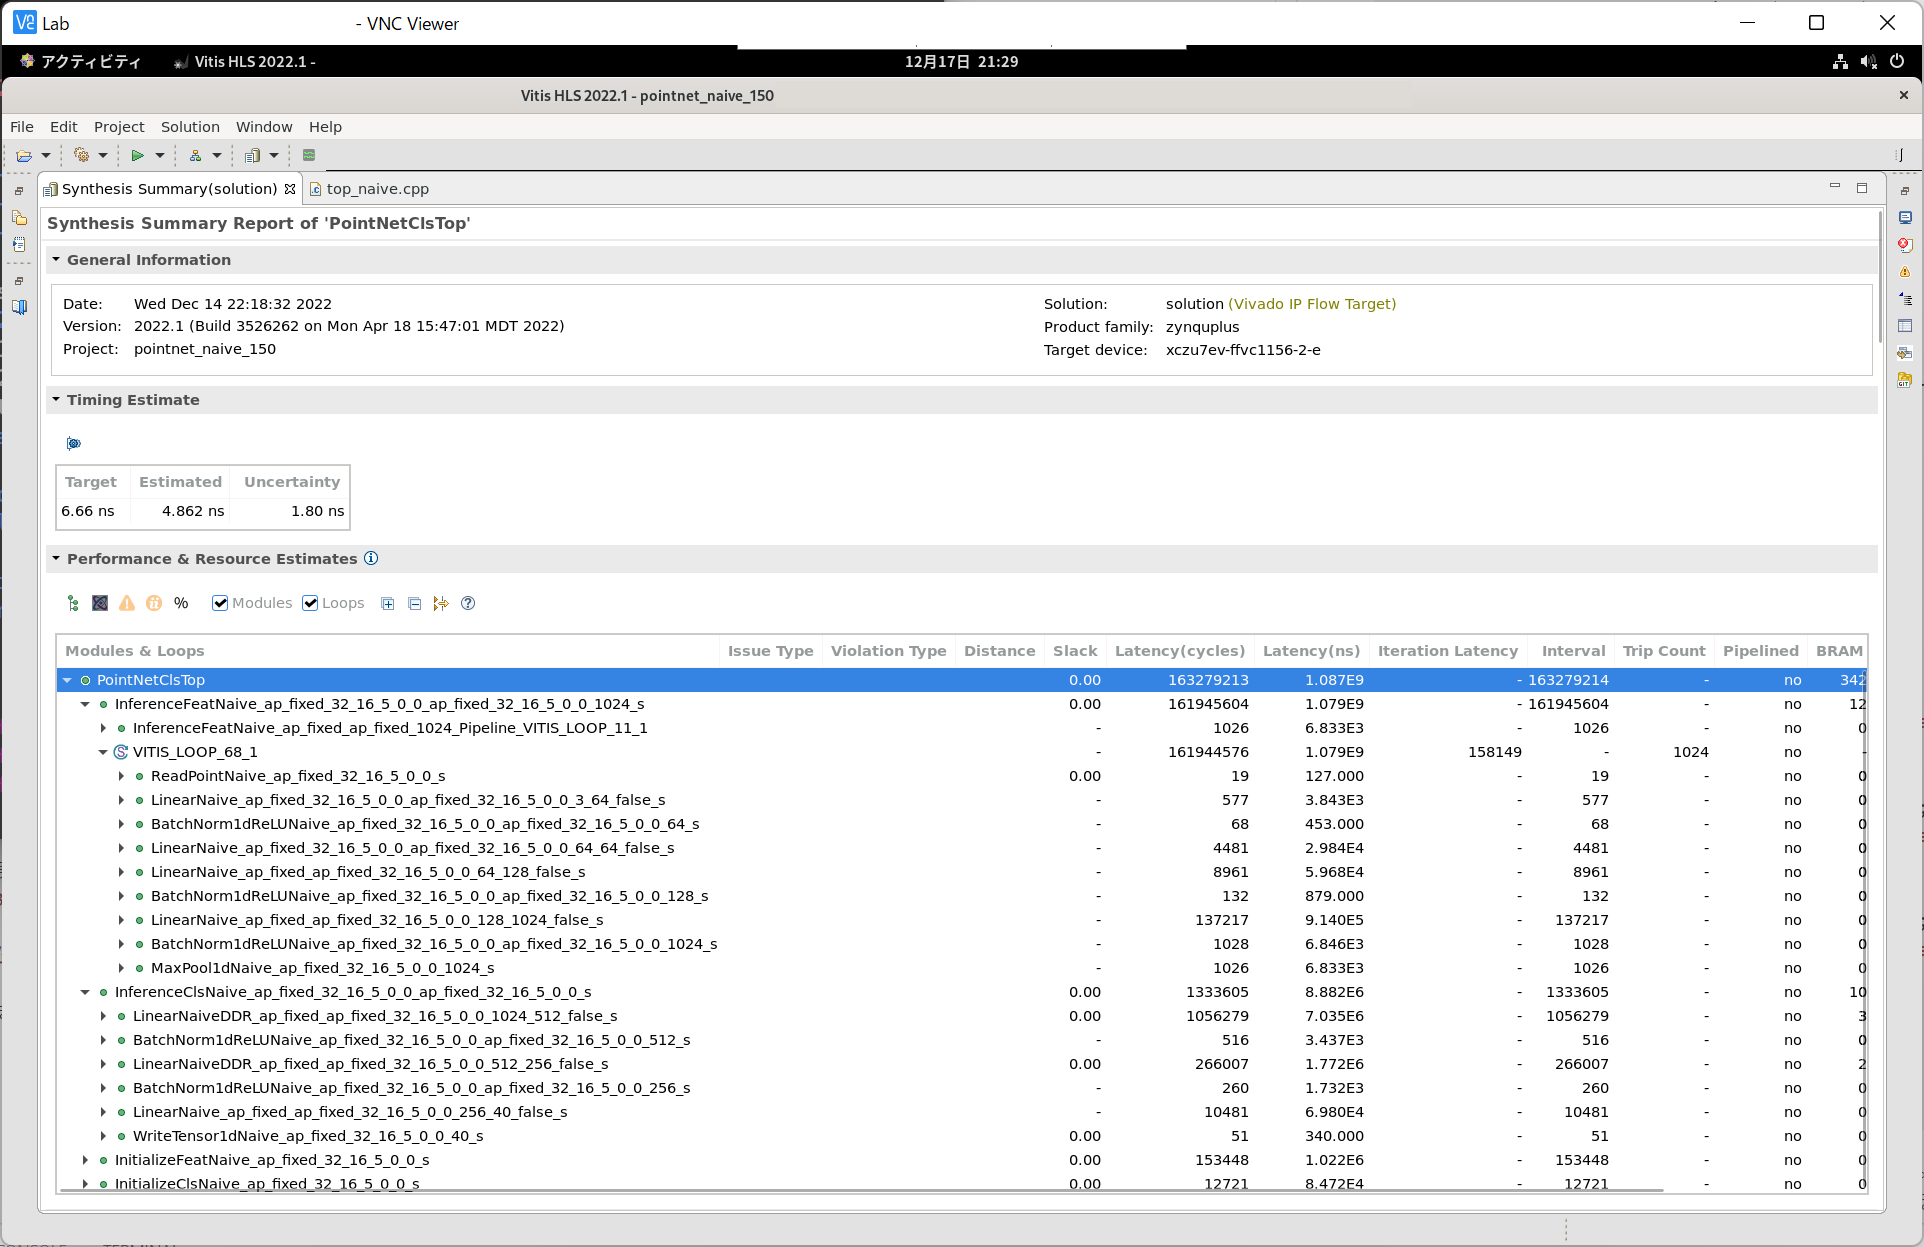 Lab - VNC Viewer
アクティビティ Vitis HLS 2022.1 - 12月17日 21:29
Vitis HLS 2022.1 - pointnet_naive_150
File Edit Project Solution Window Help
Synthesis Summary(solution) top_naive.cpp
Synthesis Summary Report of 'PointNetClsTop'
General Information
Date: Wed Dec 14 22:18:32 2022 Solution: solution (Vivado IP Flow Target)
Version: 2022.1 (Build 3526262 on Mon Apr 18 15:47:01 MDT 2022) Product family: zynquplus
Project: pointnet_naive_150 Target device: xczu7ev-ffvc1156-2-e
Timing Estimate
Target Estimated Uncertainty
6.66 ns 4.862 ns 1.80 ns
Performance & Resource Estimates
% Modules Loops
Modules & Loops Issue Type Violation Type Distance Slack Latency(cycles) Latency(ns) Iteration Latency Interval Trip Count Pipelined BRAM
PointNetClsTop 0.00 163279213 1.087E9 - 163279214 - no 342
InferenceFeatNaive_ap_fixed_32_16_5_0_0_ap_fixed_32_16_5_0_0_1024_s 0.00 161945604 1.079E9 - 161945604 - no 12
InferenceFeatNaive_ap_fixed_ap_fixed_1024_Pipeline_VITIS_LOOP_11_1 - 1026 6.833E3 - 1026 - no 0
VITIS_LOOP_68_1 - 161944576 1.079E9 158149 - 1024 no -
ReadPointNaive_ap_fixed_32_16_5_0_0_s 0.00 19 127.000 - 19 - no 0
LinearNaive_ap_fixed_32_16_5_0_0_ap_fixed_32_16_5_0_0_3_64_false_s - 577 3.843E3 - 577 - no 0
BatchNorm1dReLUNaive_ap_fixed_32_16_5_0_0_ap_fixed_32_16_5_0_0_64_s - 68 453.000 - 68 - no 0
LinearNaive_ap_fixed_32_16_5_0_0_ap_fixed_32_16_5_0_0_64_64_false_s - 4481 2.984E4 - 4481 - no 0
LinearNaive_ap_fixed_ap_fixed_32_16_5_0_0_64_128_false_s - 8961 5.968E4 - 8961 - no 0
BatchNorm1dReLUNaive_ap_fixed_32_16_5_0_0_ap_fixed_32_16_5_0_0_128_s - 132 879.000 - 132 - no 0
LinearNaive_ap_fixed_ap_fixed_32_16_5_0_0_128_1024_false_s - 137217 9.140E5 - 137217 - no 0
BatchNorm1dReLUNaive_ap_fixed_32_16_5_0_0_ap_fixed_32_16_5_0_0_1024_s - 1028 6.846E3 - 1028 - no 0
MaxPool1dNaive_ap_fixed_32_16_5_0_0_1024_s - 1026 6.833E3 - 1026 - no 0
InferenceClsNaive_ap_fixed_32_16_5_0_0_ap_fixed_32_16_5_0_0_s 0.00 1333605 8.882E6 - 1333605 - no 10
LinearNaiveDDR_ap_fixed_ap_fixed_32_16_5_0_0_1024_512_false_s 0.00 1056279 7.035E6 - 1056279 - no 3
BatchNorm1dReLUNaive_ap_fixed_32_16_5_0_0_ap_fixed_32_16_5_0_0_512_s - 516 3.437E3 - 516 - no 0
LinearNaiveDDR_ap_fixed_ap_fixed_32_16_5_0_0_512_256_false_s 0.00 266007 1.772E6 - 266007 - no 2
BatchNorm1dReLUNaive_ap_fixed_32_16_5_0_0_ap_fixed_32_16_5_0_0_256_s - 260 1.732E3 - 260 - no 0
LinearNaive_ap_fixed_ap_fixed_32_16_5_0_0_256_40_false_s - 10481 6.980E4 - 10481 - no 0
WriteTensor1dNaive_ap_fixed_32_16_5_0_0_40_s 0.00 51 340.000 - 51 - no 0
InitializeFeatNaive_ap_fixed_32_16_5_0_0_s 0.00 153448 1.022E6 - 153448 - no 0
InitializeClsNaive_ap_fixed_32_16_5_0_0_s 0.00 12721 8.472E4 - 12721 - no 0